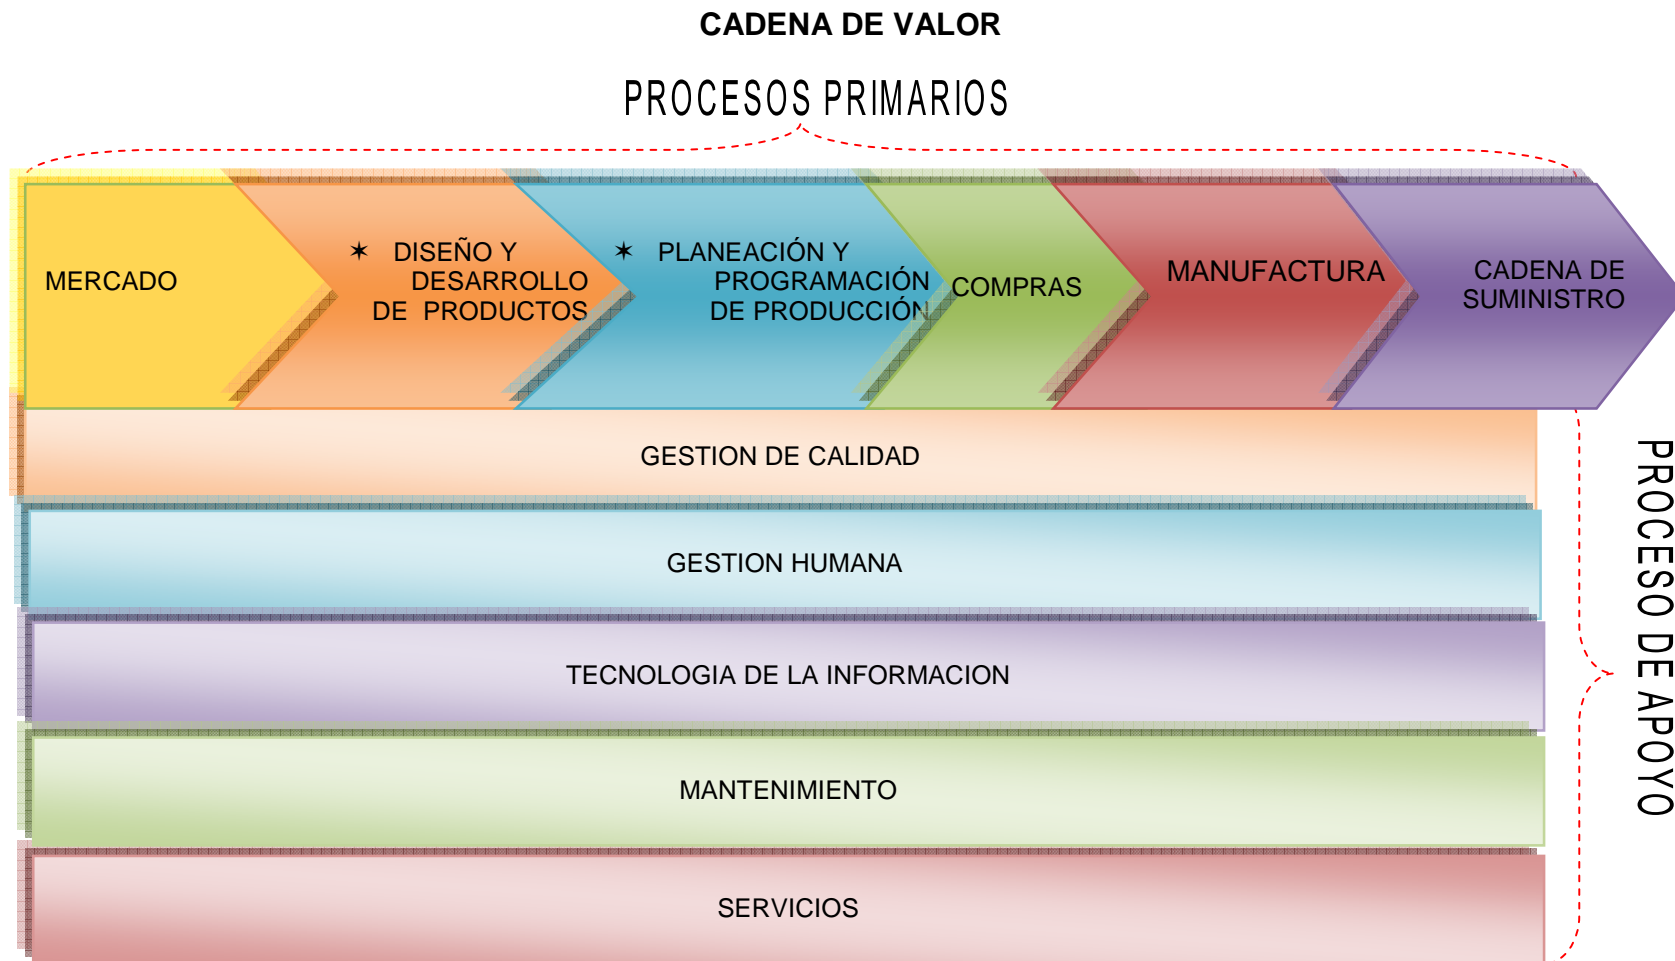 CADENA DE VALOR
PROCESOS PRIMARIOS
MERCADO
✶ DISEÑO Y
DESARROLLO
DE PRODUCTOS
✶ PLANEACIÓN Y
PROGRAMACIÓN
DE PRODUCCIÓN
COMPRAS
MANUFACTURA
CADENA DE
SUMINISTRO
GESTION DE CALIDAD
GESTION HUMANA
TECNOLOGIA DE LA INFORMACION
MANTENIMIENTO
SERVICIOS
PROCESO DE APOYO